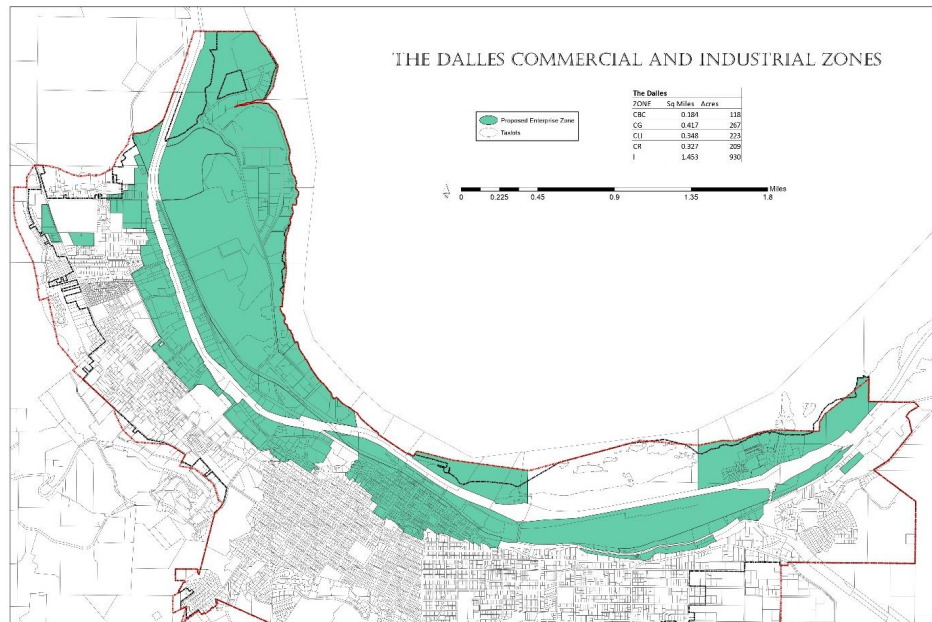 THE DALLES COMMERCIAL AND INDUSTRIAL ZONES
Proposed Enterprise Zone
Taxlots
The Dalles
ZONE Sq Miles Acres
CBC 0.184 118
CG 0.417 267
CLI 0.348 223
CR 0.327 209
I 1.453 930
Miles
0 0.225 0.45 0.9 1.35 1.8